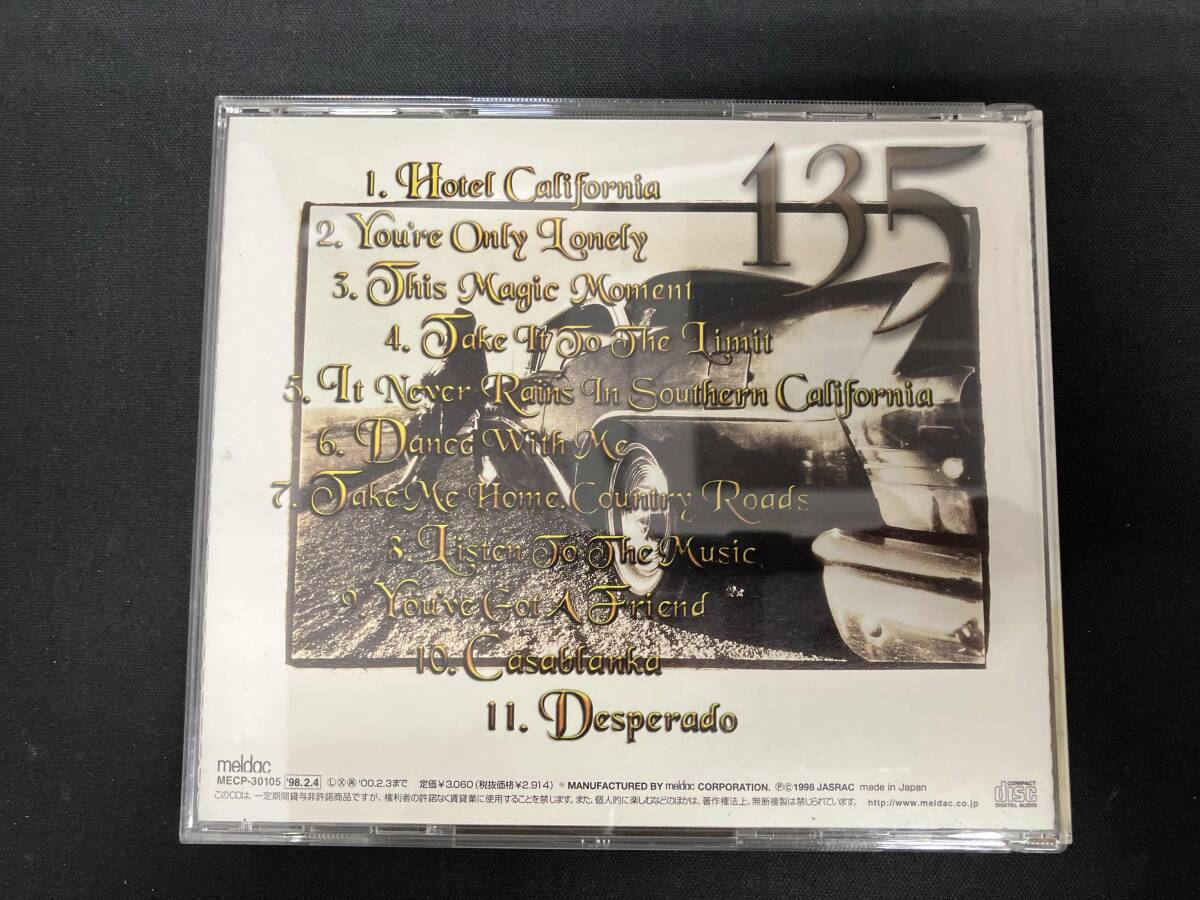 135
1. Hotel California
2. You're Only Lonely
3. This Magic Moment
4. Take It To The Limit
5. It Never Rains In Southern California
6. Dance With Me
7. Take Me Home, Country Roads
8. Listen To The Music
9. You've Got A Friend
10. Casablanka
11. Desperado
meldac
MECP-30105 '98.2.4 Ⓛ Ⓧ '00.2.3まで 定価¥3,060(税抜価格¥2,914) ※ MANUFACTURED BY meldac CORPORATION. ⓅⒸ1998 JASRAC made in Japan
このCDは、一定期間貸与非許諾商品ですが、権利者の許諾なく賃貸業に使用することを禁じます。また、個人的に楽しむなどのほかは、著作権法上、無断複製は禁じられています。 http://www.meldac.co.jp
COMPACT
disc
DIGITAL AUDIO